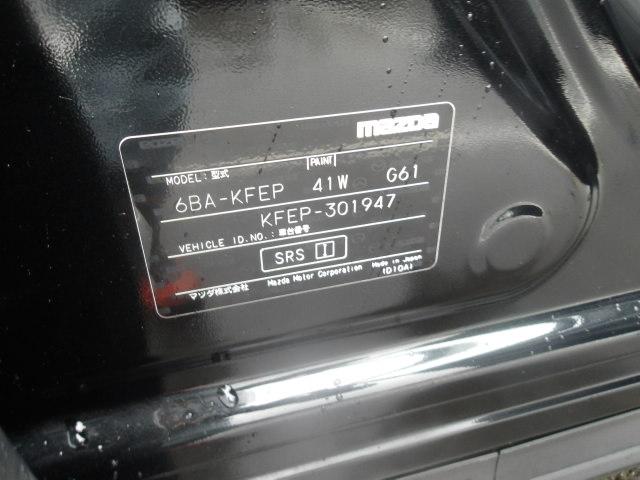 mazda
MODEL: 型式 PAINT
6BA-KFEP 41W G61
KFEP-301947
VEHICLE ID.NO.: 車台番号
SRS I
マツダ株式会社 Mazda Motor Corporation Made in Japan
(D10A)